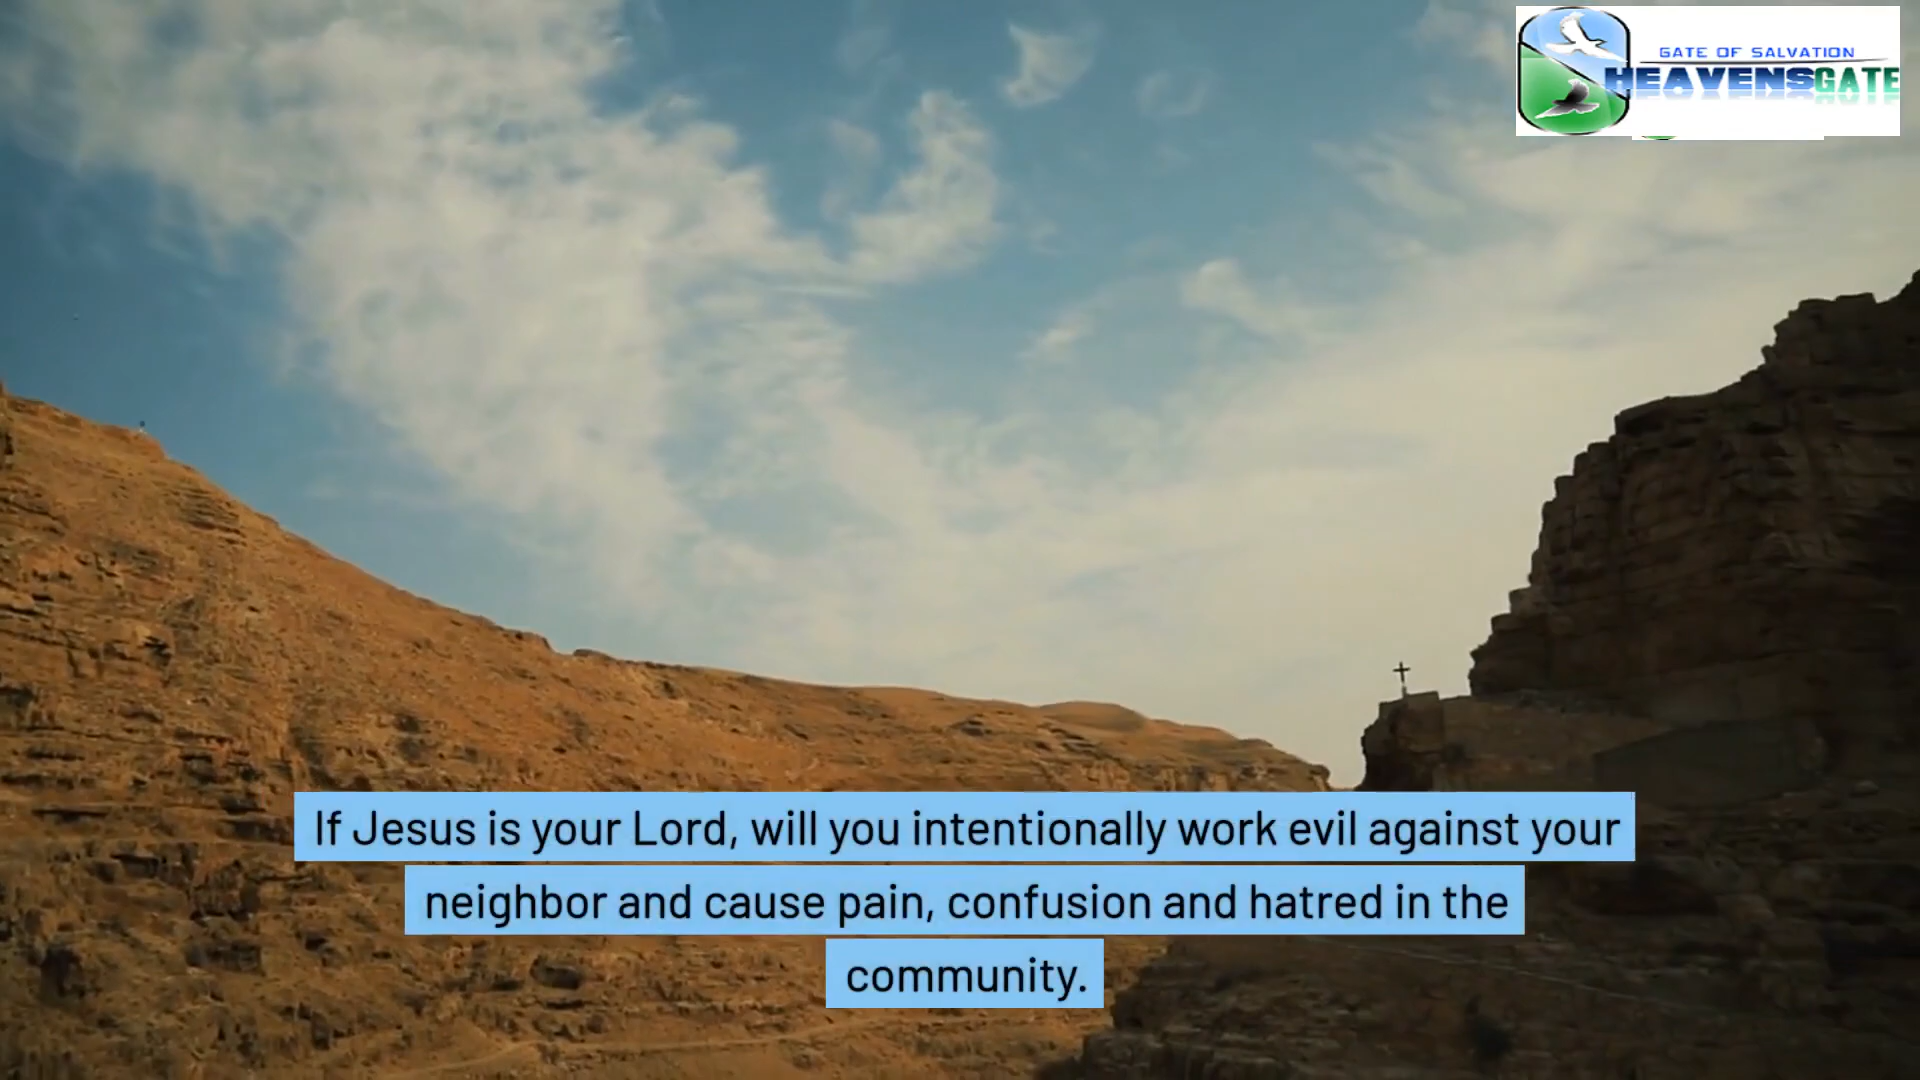 GATE OF SALVATION
HEAVENSGATE
If Jesus is your Lord, will you intentionally work evil against your
neighbor and cause pain, confusion and hatred in the
community.